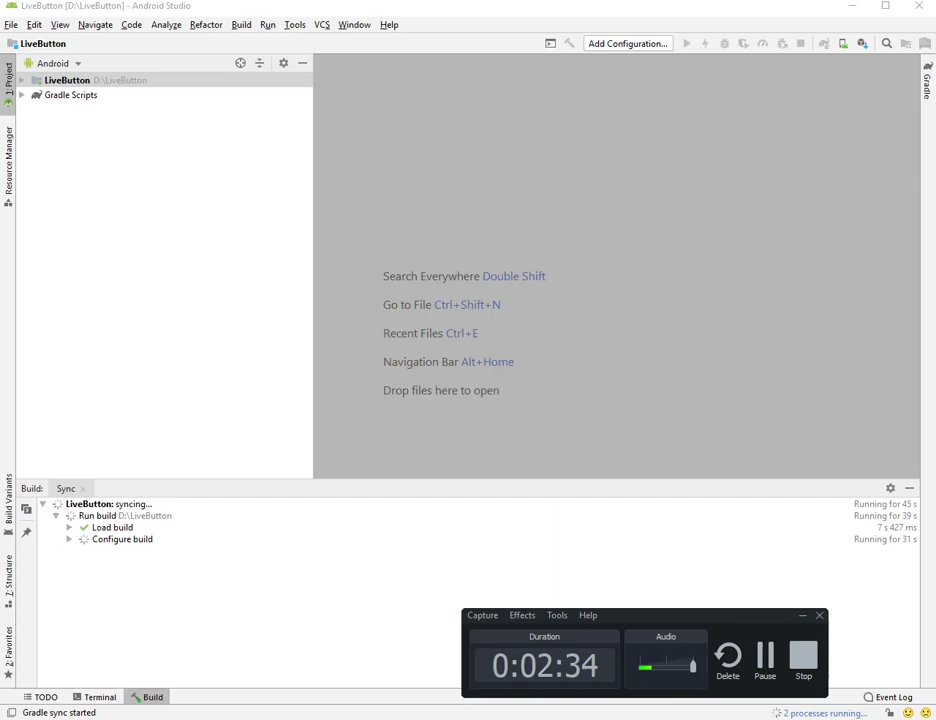 LiveButton [D:\LiveButton] - Android Studio
File Edit View Navigate Code Analyze Refactor Build Run Tools VCS Window Help
LiveButton
Add Configuration...
Android
LiveButton D:\LiveButton
Gradle Scripts
1: Project
Resource Manager
Build Variants
7: Structure
2: Favorites
Gradle
Search Everywhere Double Shift
Go to File Ctrl+Shift+N
Recent Files Ctrl+E
Navigation Bar Alt+Home
Drop files here to open
Build: Sync
LiveButton: syncing... Running for 45 s
Run build D:\LiveButton Running for 39 s
Load build 7 s 427 ms
Configure build Running for 31 s
Capture Effects Tools Help
Duration Audio
0:02:34
Delete Pause Stop
TODO Terminal Build Event Log
Gradle sync started 2 processes running...